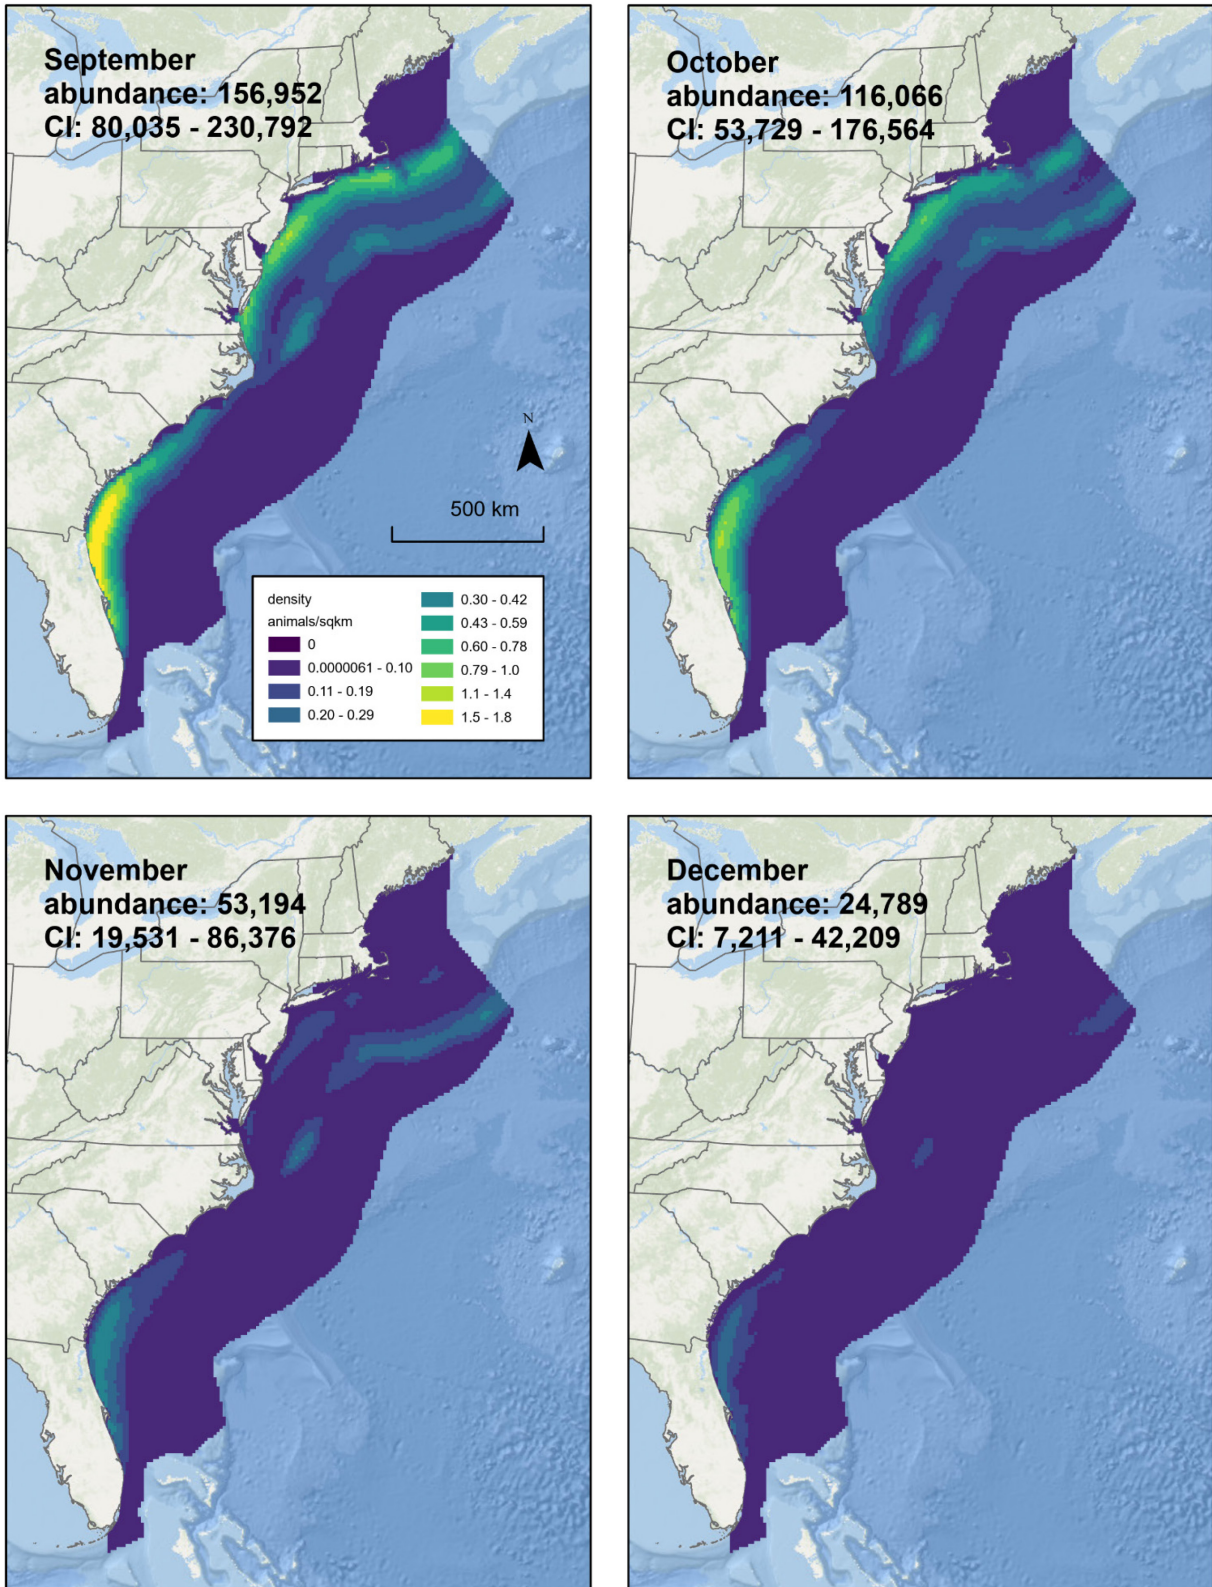 September
abundance: 156,952
CI: 80,035 - 230,792
N
500 km
density
animals/sqkm
0
0.0000061 - 0.10
0.11 - 0.19
0.20 - 0.29
0.30 - 0.42
0.43 - 0.59
0.60 - 0.78
0.79 - 1.0
1.1 - 1.4
1.5 - 1.8
October
abundance: 116,066
CI: 53,729 - 176,564
November
abundance: 53,194
CI: 19,531 - 86,376
December
abundance: 24,789
CI: 7,211 - 42,209